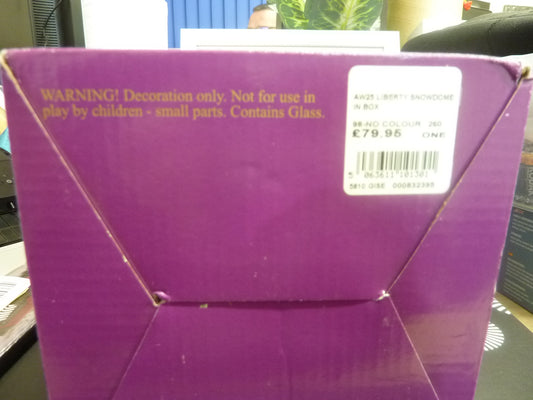 WARNING! Decoration only. Not for use in
play by children - small parts. Contains Glass.
AW25 LIBERTY SNOWDOME
IN BOX
98-NO COLOUR 260
£79.95 ONE
5 063611 101301
5810 GISE 000832395